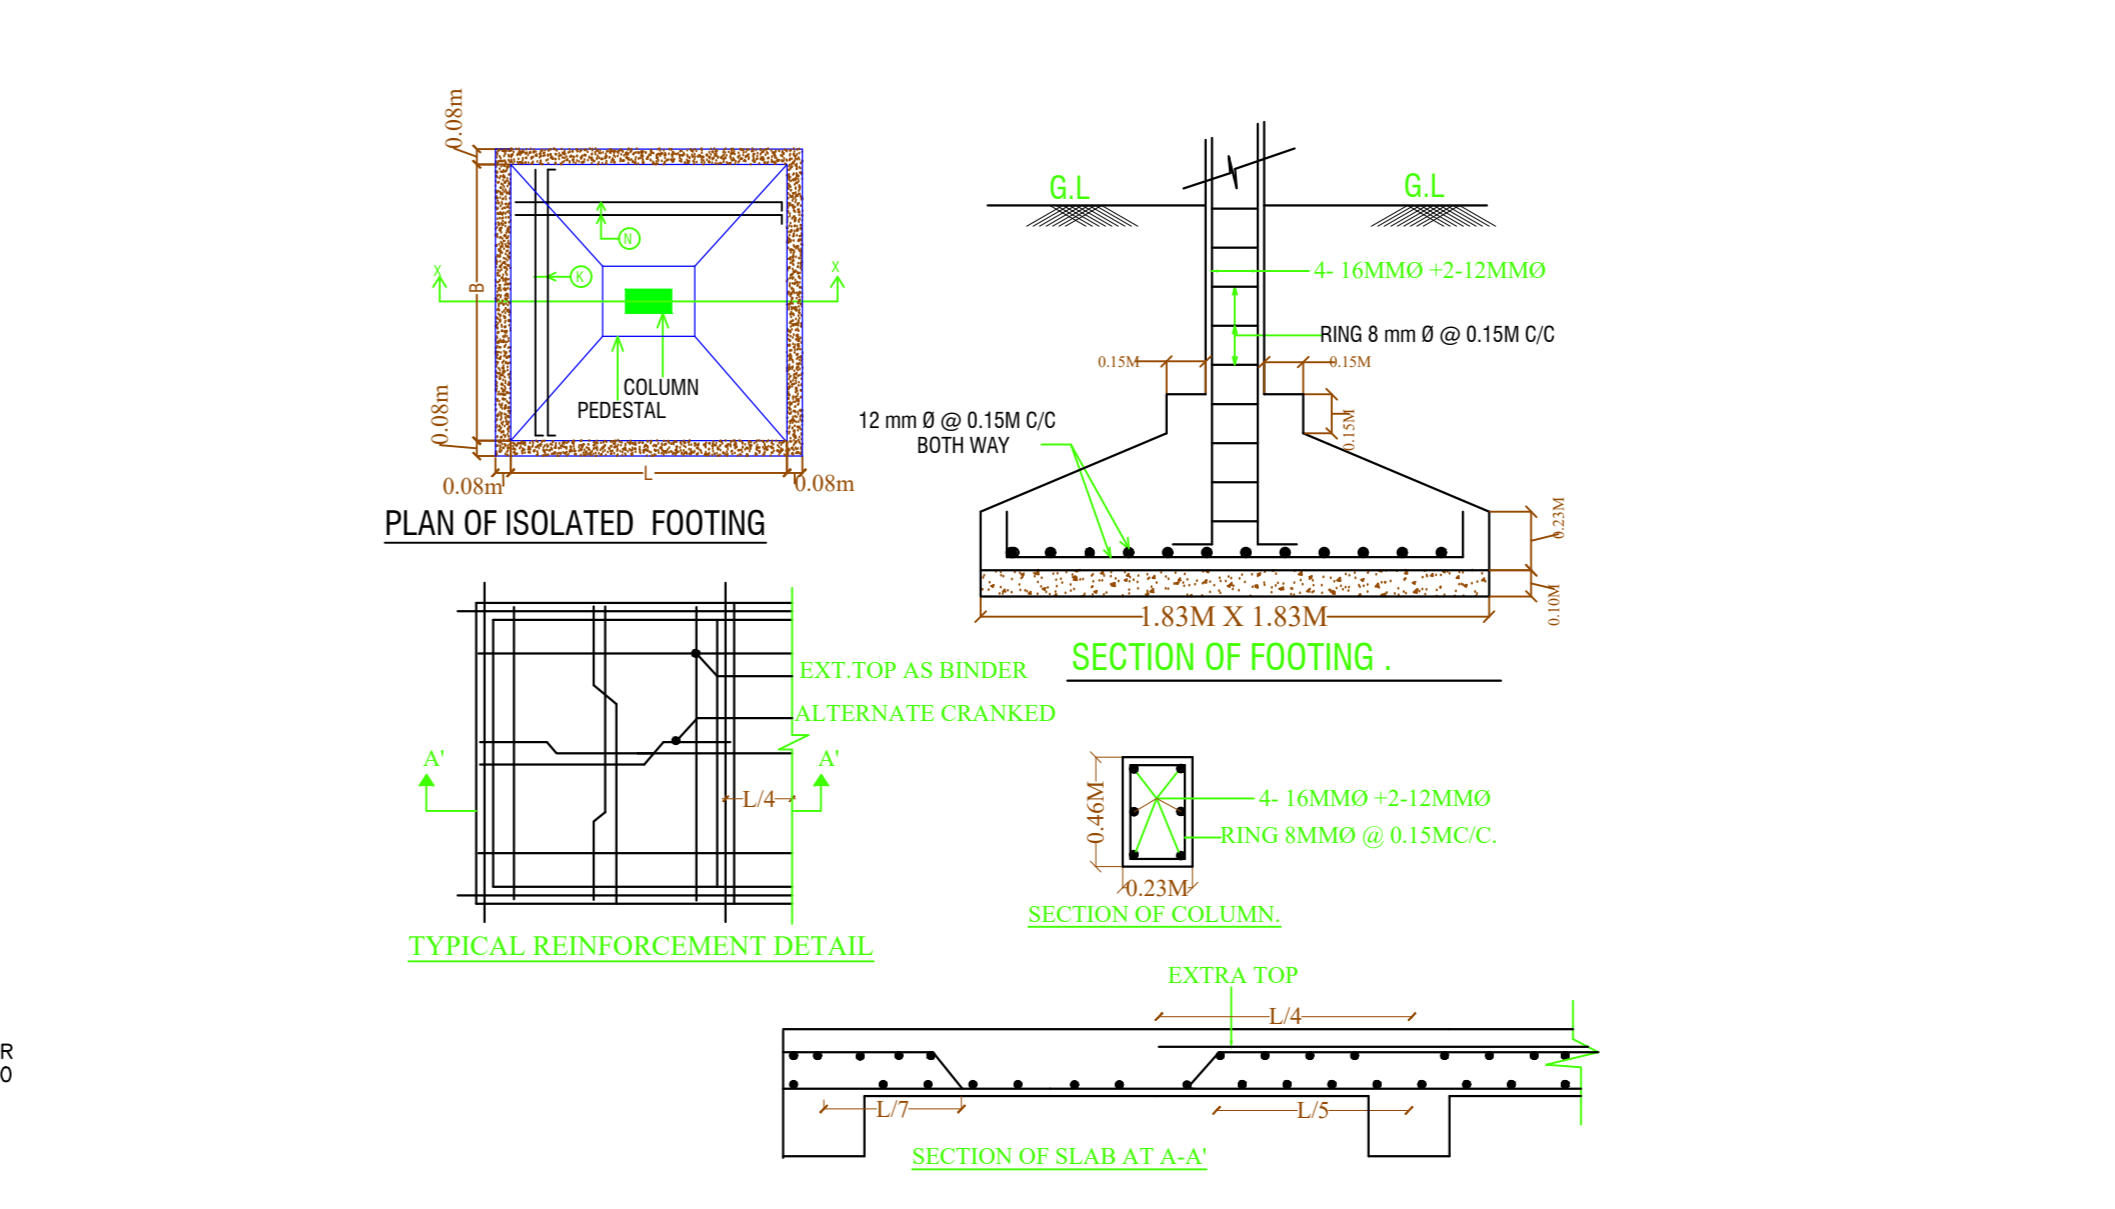 0.08m
X
X
B
N
K
COLUMN
PEDESTAL
0.08m
L
0.08m
0.08m
PLAN OF ISOLATED FOOTING
G.L
G.L
4- 16MMØ +2-12MMØ
RING 8 mm Ø @ 0.15M C/C
0.15M
0.15M
0.15M
12 mm Ø @ 0.15M C/C
BOTH WAY
0.23M
0.10M
1.83M X 1.83M
SECTION OF FOOTING .
EXT.TOP AS BINDER
ALTERNATE CRANKED
A'
A'
L/4
TYPICAL REINFORCEMENT DETAIL
0.46M
4- 16MMØ +2-12MMØ
RING 8MMØ @ 0.15MC/C.
0.23M
SECTION OF COLUMN.
EXTRA TOP
L/4
L/7
L/5
SECTION OF SLAB AT A-A'
R
O